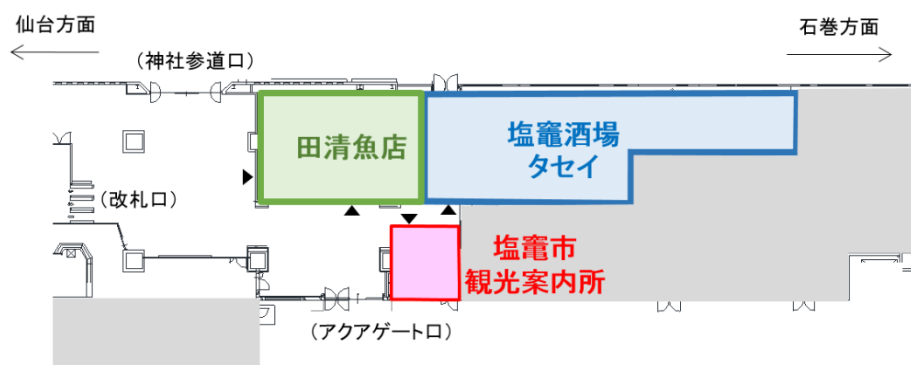 仙台方面
石巻方面
（神社参道口）
田清魚店
塩竈酒場
タセイ
（改札口）
塩竈市
観光案内所
（アクアゲート口）